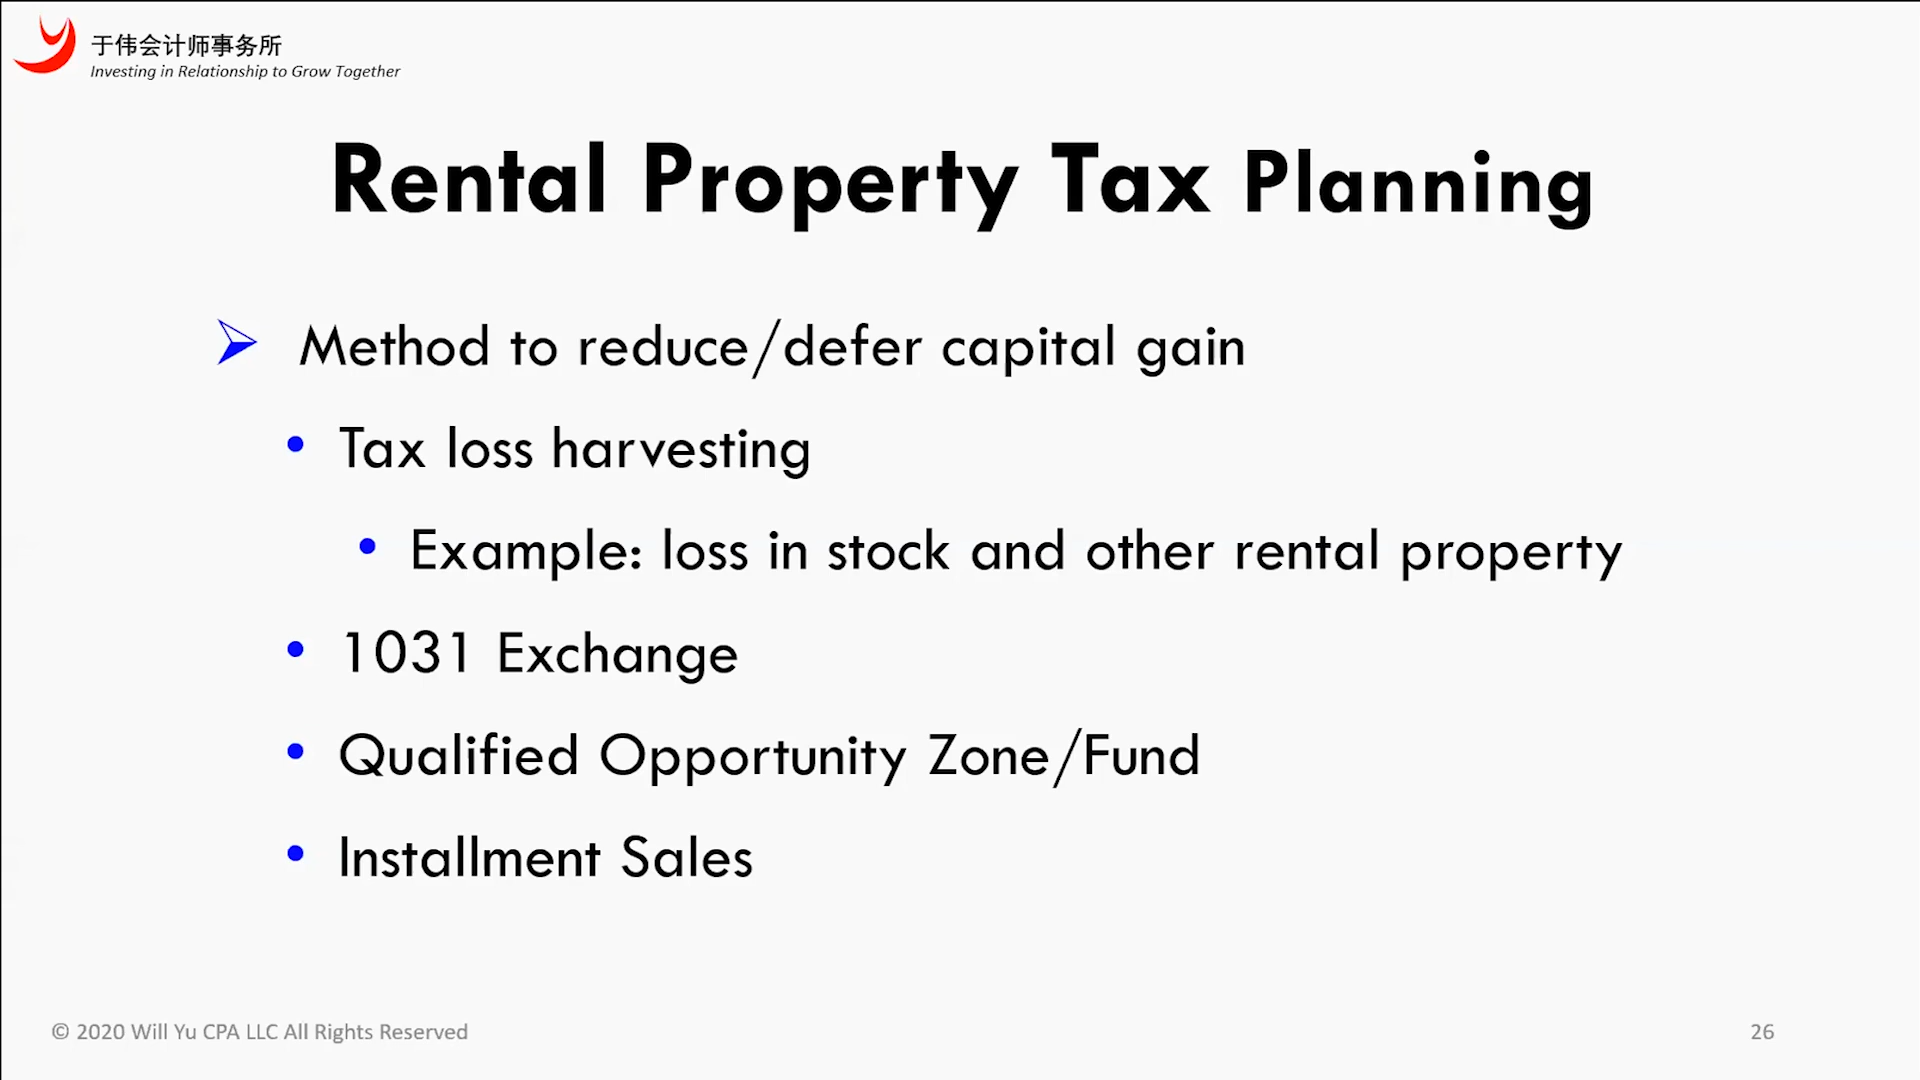 于伟会计师事务所
Investing in Relationship to Grow Together
Rental Property Tax Planning
Method to reduce/defer capital gain
Tax loss harvesting
Example: loss in stock and other rental property
1031 Exchange
Qualified Opportunity Zone/Fund
Installment Sales
© 2020 Will Yu CPA LLC All Rights Reserved
26